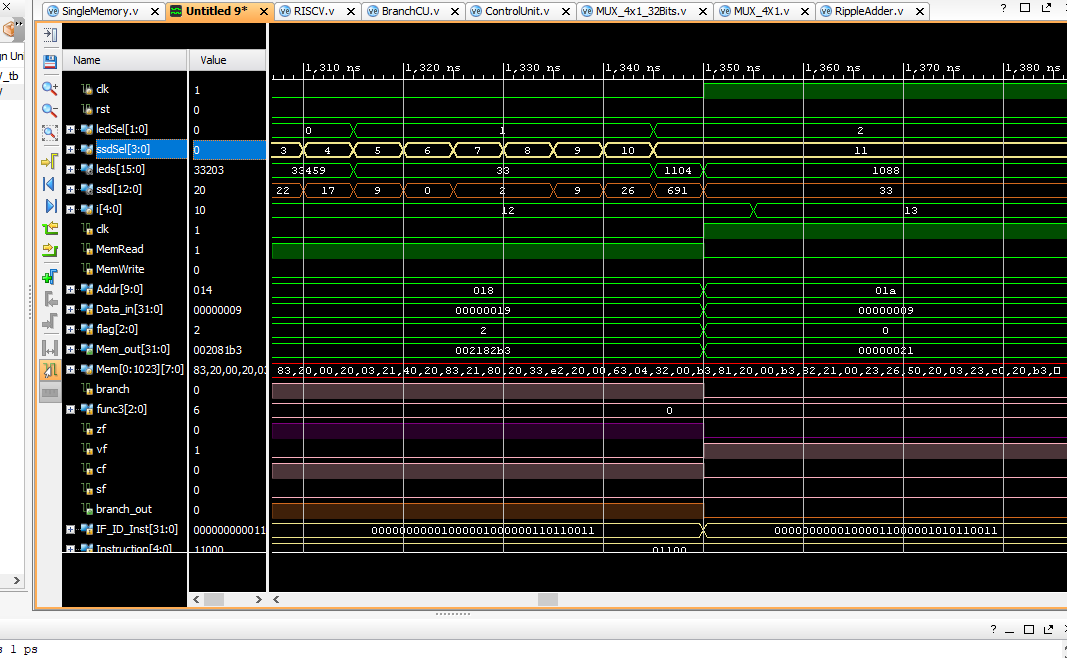 SingleMemory.v × Untitled 9* × RISCV.v × BranchCU.v × ControlUnit.v × MUX_4x1_32Bits.v × MUX_4X1.v × RippleAdder.v ×
Name Value
1,310 ns 1,320 ns 1,330 ns 1,340 ns 1,350 ns 1,360 ns 1,370 ns 1,380 ns
gn Un
/_tb
clk 1
rst 0
ledSel[1:0] 0 0 1 2
ssdSel[3:0] 0 3 4 5 6 7 8 9 10 11
leds[15:0] 33203 33459 33 1104 1088
ssd[12:0] 20 22 17 9 0 2 9 26 691 33
i[4:0] 10 12 13
clk 1
MemRead 1
MemWrite 0
Addr[9:0] 014 018 01a
Data_in[31:0] 00000009 00000019 00000009
flag[2:0] 2 2 0
Mem_out[31:0] 002081b3 002182b3 00000021
Mem[0:1023][7:0] 83,20,00,20,03 83,20,00,20,03,21,40,20,83,21,80,20,33,e2,20,00,63,04,32,00,b3,81,20,00,b3,82,21,00,23,26,50,20,03,23,c0,20,b3,
branch 0
func3[2:0] 6 0
zf 0
vf 1
cf 0
sf 0
branch_out 0
IF_ID_Inst[31:0] 000000000011 00000000001000001000000110110011 00000000001000011000001010110011
Instruction[4:0] 11000 01100
s 1 ps